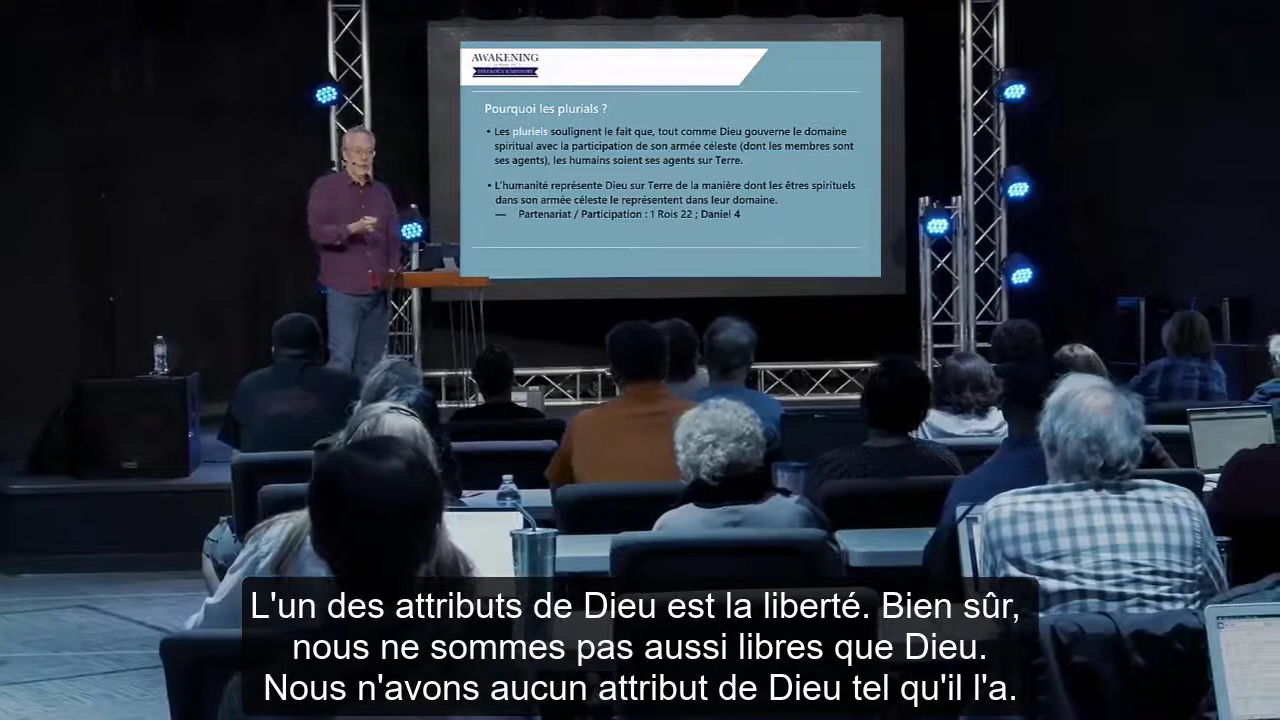 AWAKENING
Pourquoi les plurials ?
• Les pluriels soulignent le fait que, tout comme Dieu gouverne le domaine
spiritual avec la participation de son armée céleste (dont les membres sont
ses agents), les humains soient ses agents sur Terre.
• L'humanité représente Dieu sur Terre de la manière dont les êtres spirituels
dans son armée céleste le représentent dans leur domaine.
— Partenariat / Participation : 1 Rois 22 ; Daniel 4
L'un des attributs de Dieu est la liberté. Bien sûr,
nous ne sommes pas aussi libres que Dieu.
Nous n'avons aucun attribut de Dieu tel qu'il l'a.